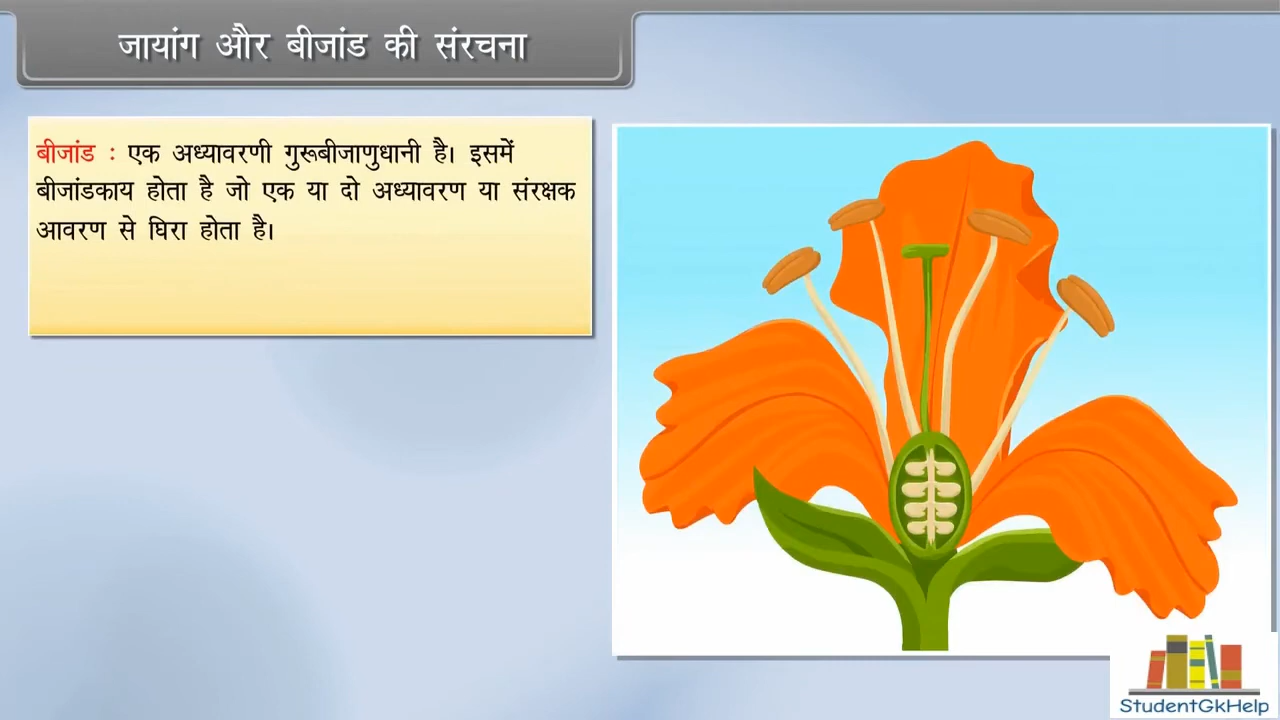 जायांग और बीजांड की संरचना
बीजांड : एक अध्यावरणी गुरूबीजाणुधानी है। इसमें
बीजांडकाय होता है जो एक या दो अध्यावरण या संरक्षक
आवरण से घिरा होता है।
StudentGkHelp